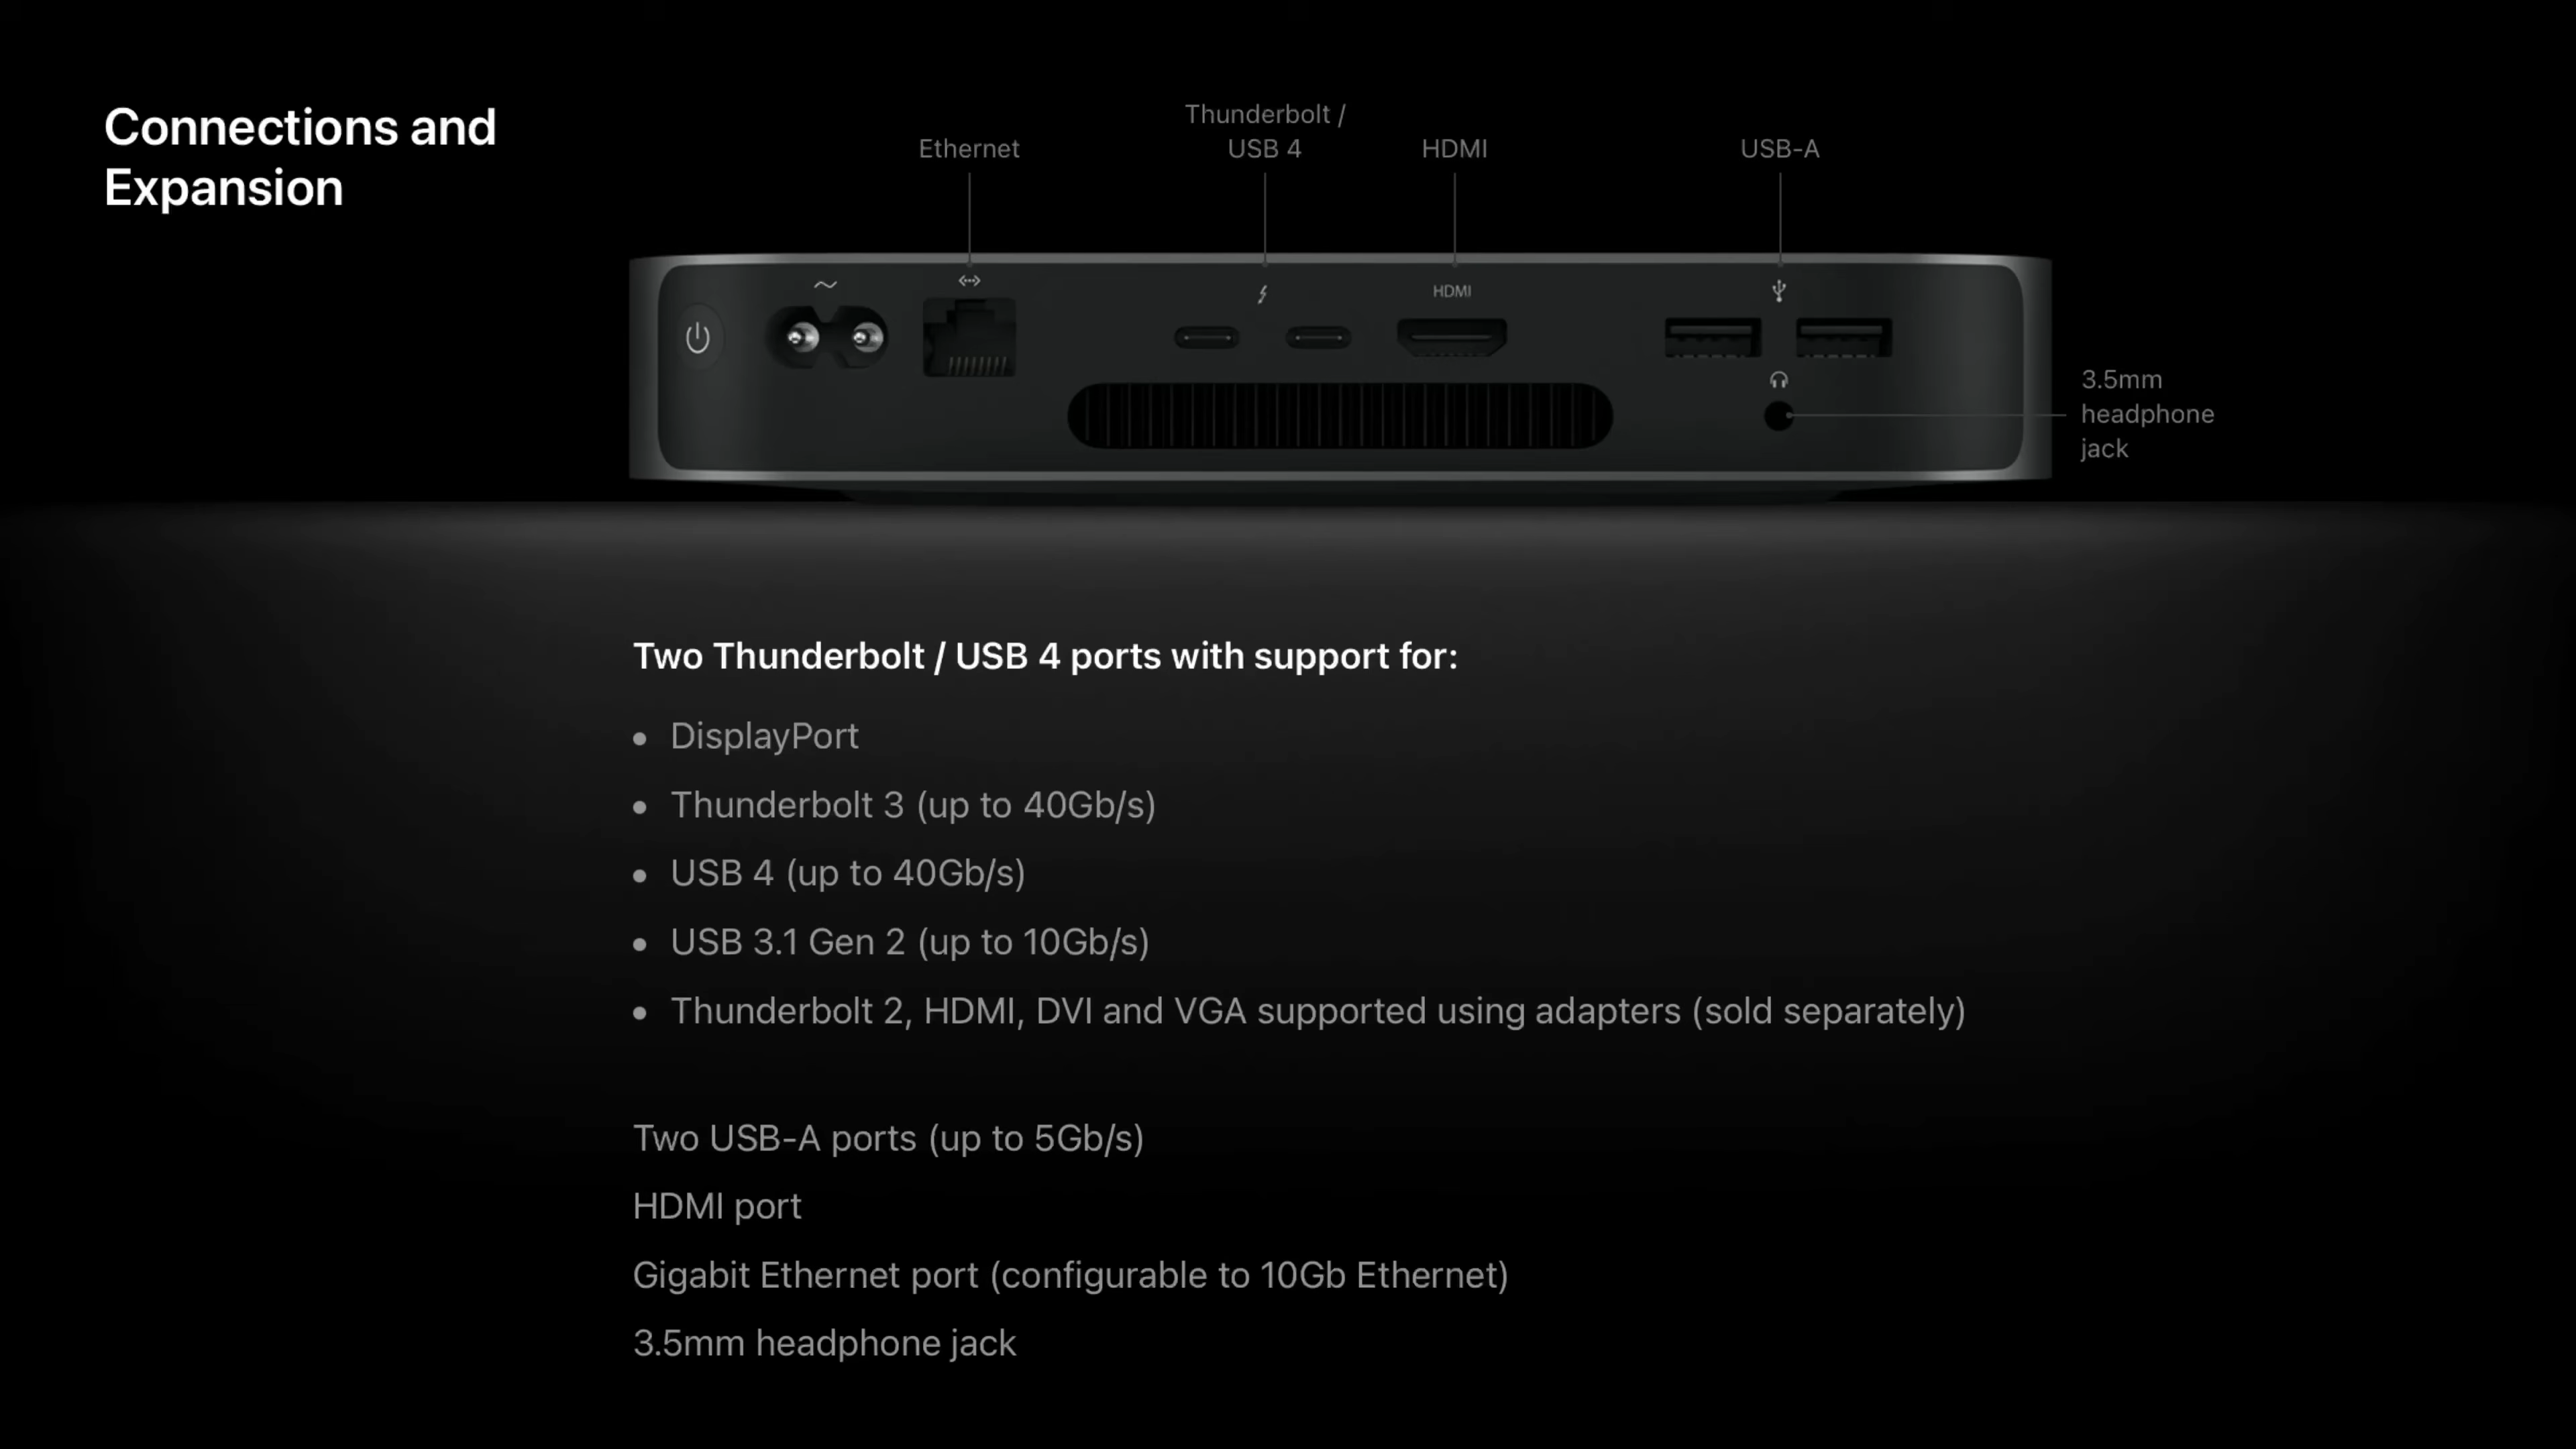 Connections and
Expansion
Thunderbolt /
USB 4
Ethernet
HDMI
USB-A
HDMI
3.5mm
headphone
jack
Two Thunderbolt / USB 4 ports with support for:
• DisplayPort
• Thunderbolt 3 (up to 40Gb/s)
• USB 4 (up to 40Gb/s)
• USB 3.1 Gen 2 (up to 10Gb/s)
• Thunderbolt 2, HDMI, DVI and VGA supported using adapters (sold separately)
Two USB-A ports (up to 5Gb/s)
HDMI port
Gigabit Ethernet port (configurable to 10Gb Ethernet)
3.5mm headphone jack